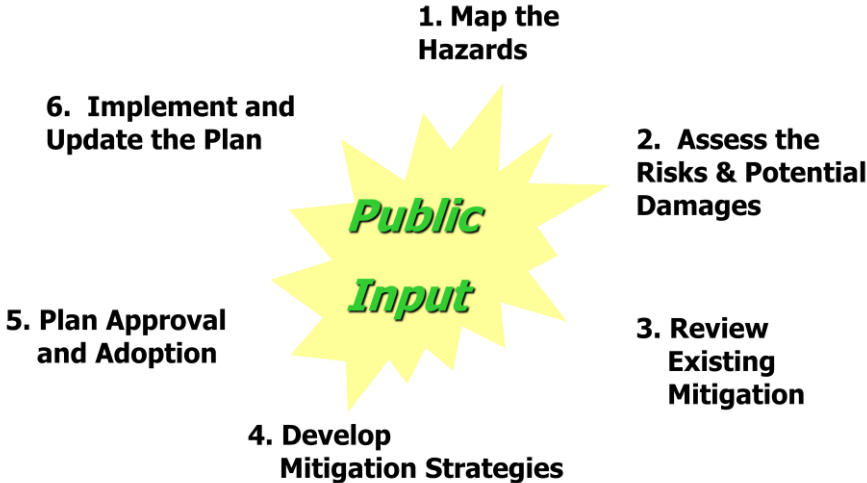 1. Map the
Hazards
2. Assess the
Risks & Potential
Damages
3. Review
Existing
Mitigation
4. Develop
Mitigation Strategies
5. Plan Approval
and Adoption
6. Implement and
Update the Plan
Public
Input